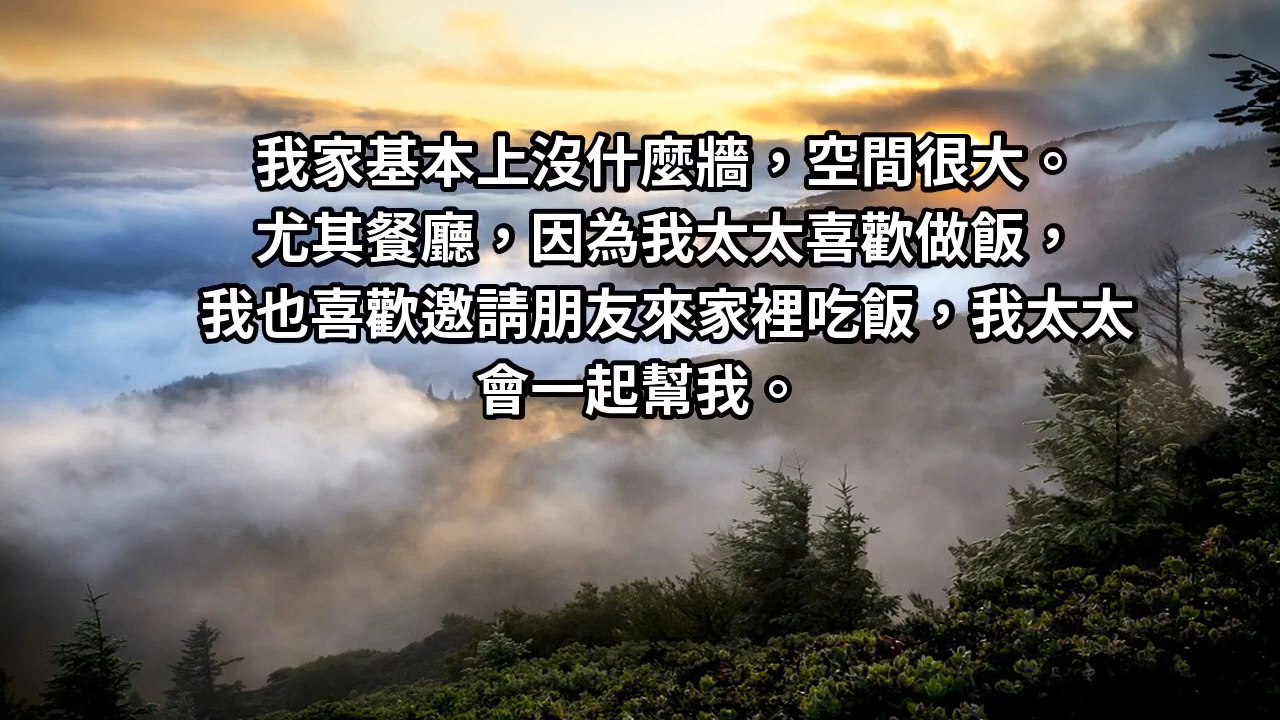 我家基本上沒什麼牆，空間很大。
尤其餐廳，因為我太太喜歡做飯，
我也喜歡邀請朋友來家裡吃飯，我太太
會一起幫我。